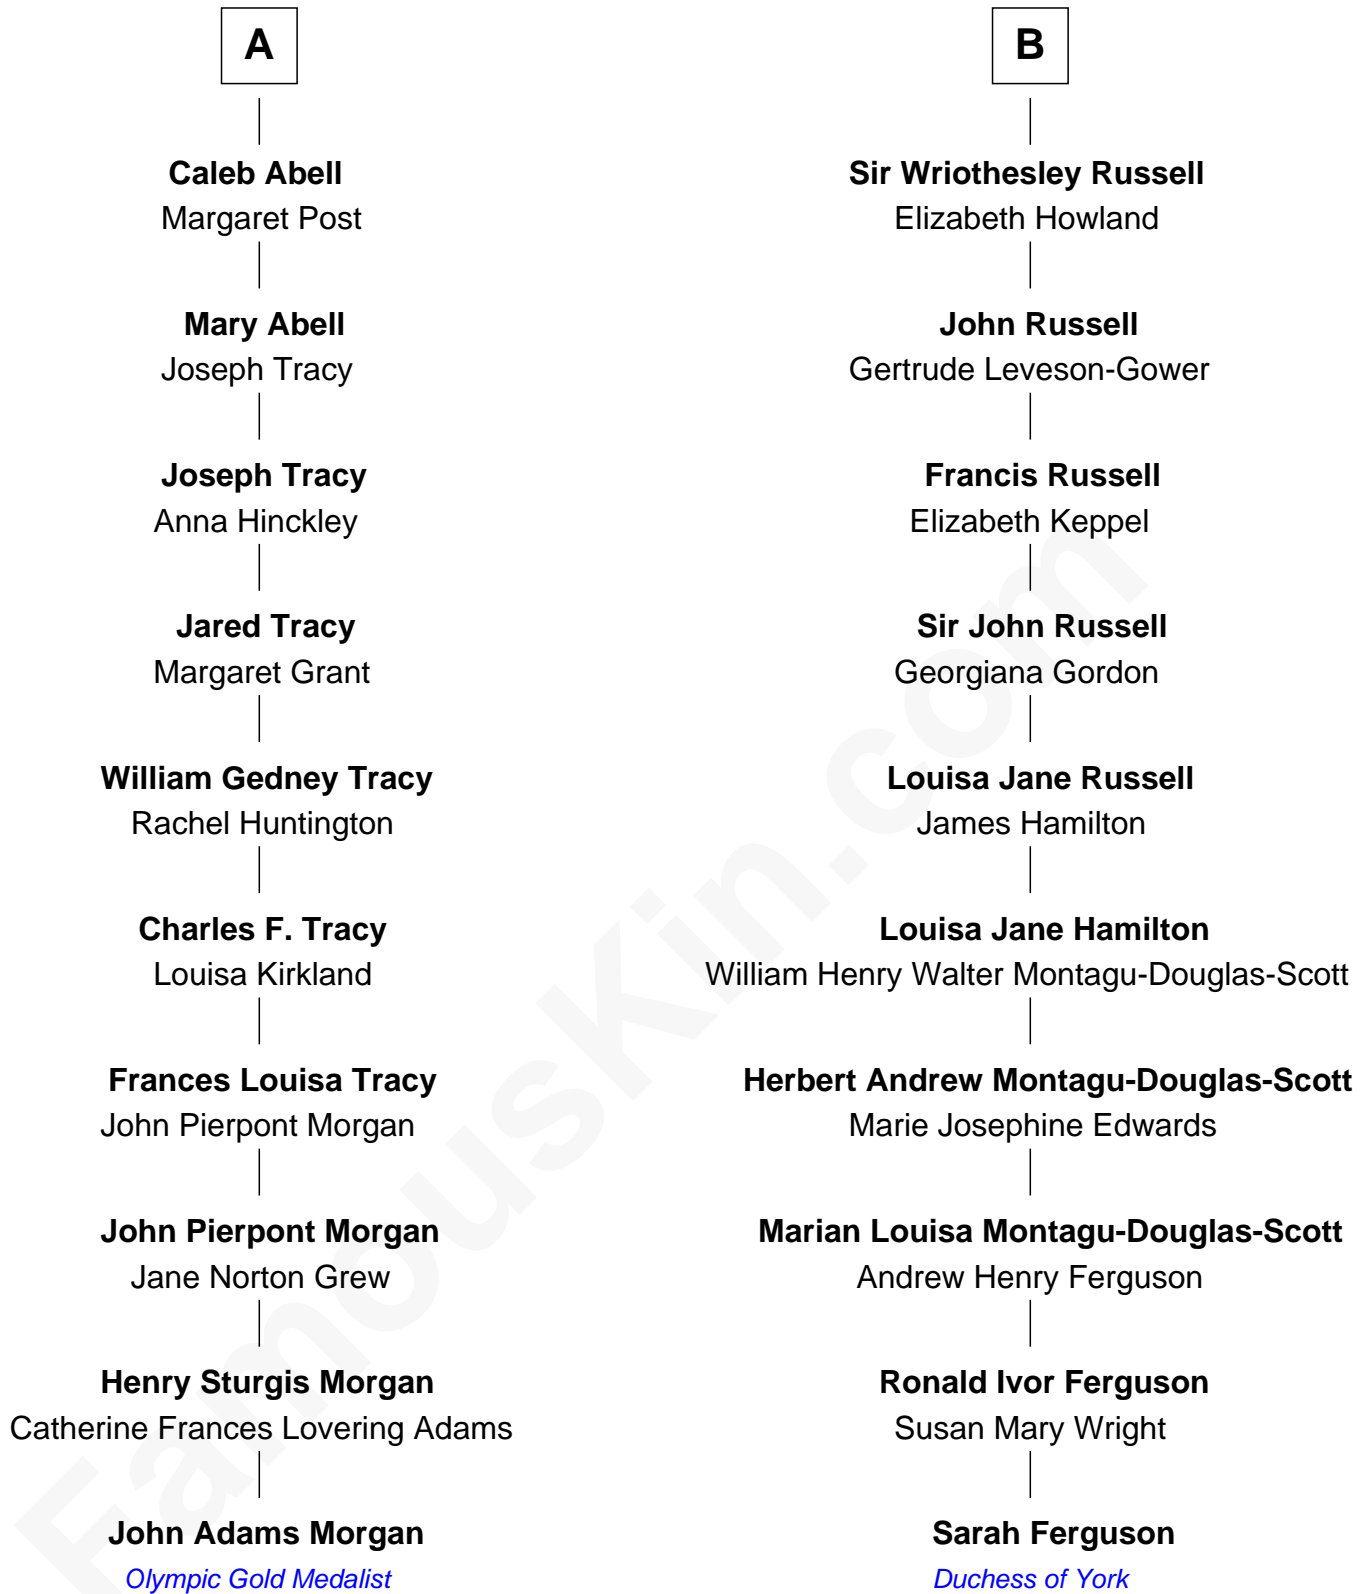 A
Caleb Abell
Margaret Post
Mary Abell
Joseph Tracy
Joseph Tracy
Anna Hinckley
Jared Tracy
Margaret Grant
William Gedney Tracy
Rachel Huntington
Charles F. Tracy
Louisa Kirkland
Frances Louisa Tracy
John Pierpont Morgan
John Pierpont Morgan
Jane Norton Grew
Henry Sturgis Morgan
Catherine Frances Lovering Adams
John Adams Morgan
Olympic Gold Medalist
B
Sir Wriothesley Russell
Elizabeth Howland
John Russell
Gertrude Leveson-Gower
Francis Russell
Elizabeth Keppel
Sir John Russell
Georgiana Gordon
Louisa Jane Russell
James Hamilton
Louisa Jane Hamilton
William Henry Walter Montagu-Douglas-Scott
Herbert Andrew Montagu-Douglas-Scott
Marie Josephine Edwards
Marian Louisa Montagu-Douglas-Scott
Andrew Henry Ferguson
Ronald Ivor Ferguson
Susan Mary Wright
Sarah Ferguson
Duchess of York
FamousKin.com